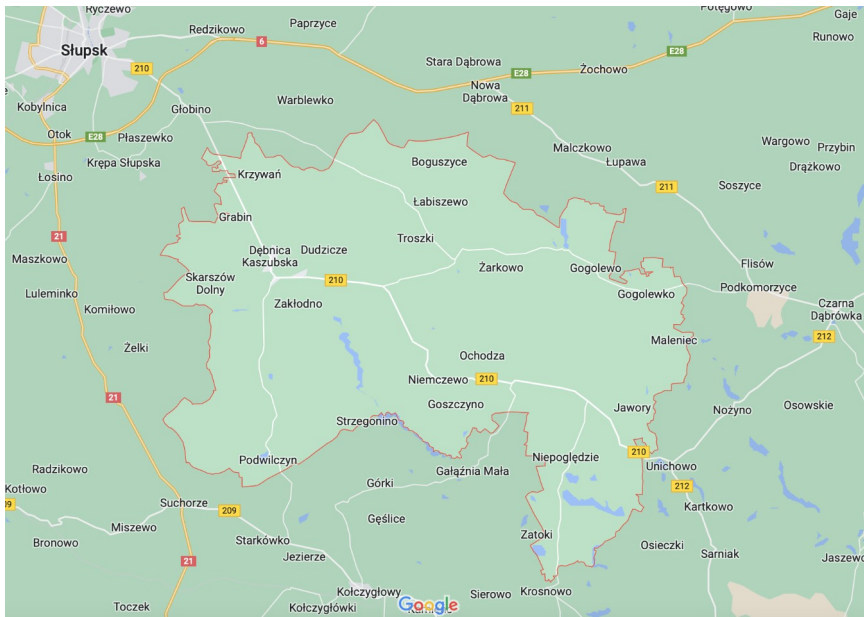 Ryczewo
Paprzyce
Potęgowo
Gaje
Redzikowo
6
Runowo
Słupsk
E28
210
Stara Dąbrowa
Żochowo
E28
Nowa
Dąbrowa
Warblewko
Kobylnica
Głobino
211
Otok
E28
Płaszewko
Wargowo
Przybin
Malczkowo
Krępa Słupska
Boguszyce
Łupawa
Drążkowo
Łosino
Krzywań
211
Soszyce
Łabiszewo
Grabin
21
Troszki
Dębnica
Kaszubska
Dudzicze
Maszkowo
Flisów
Skarszów
Dolny
210
Żarkowo
Gogolewo
Podkomorzyce
Luleminko
Gogolewko
Komiłowo
Zakłodno
Czarna
Dąbrówka
212
Żelki
Maleniec
Ochodza
Niemczewo
210
21
Goszczyno
Jawory
Nożyno
Osowskie
Strzegonino
Podwilczyn
Niepoględzie
210
Unichowo
Radzikowo
Gałąźnia Mała
Kotłowo
Górki
212
09
Suchorze
209
Kartkowo
Gęślice
Miszewo
Bronowo
Starkówko
Zatoki
Osieczki
Jezierze
Sarniak
21
Jaszewo
Kołczygłowy
Sierowo
Krosnowo
Toczek
Kołczygłówki
Google